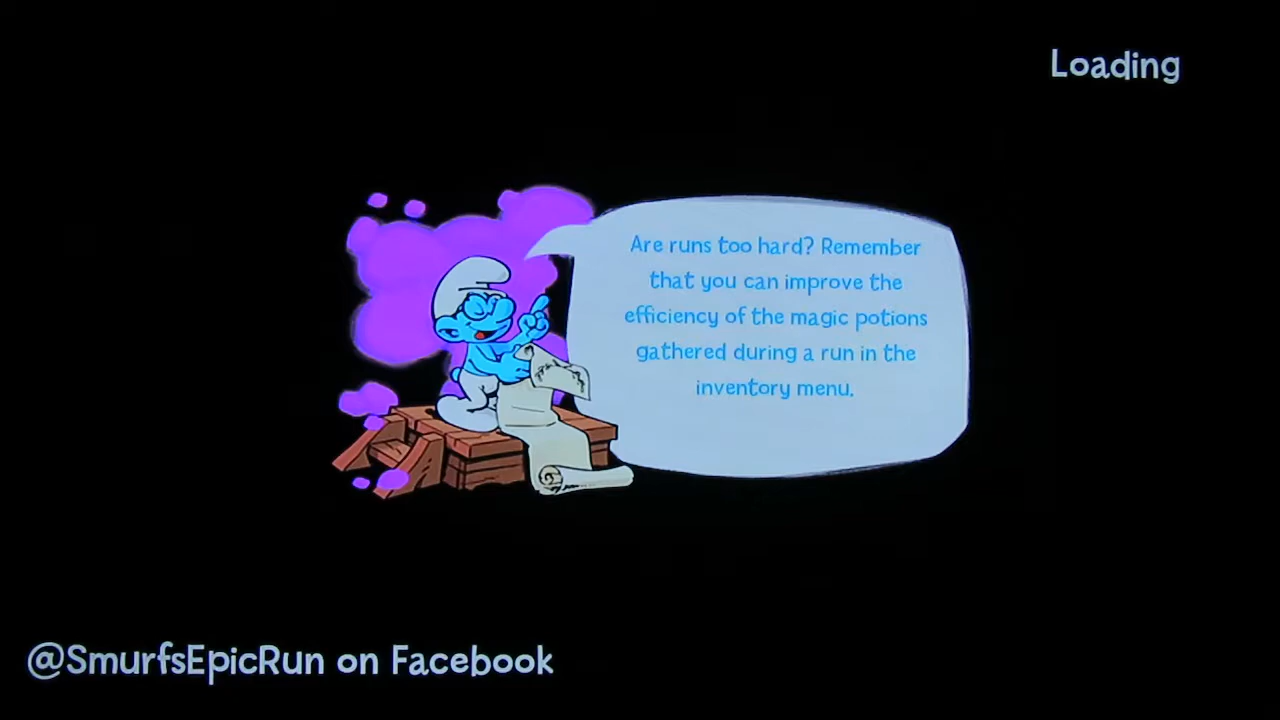 Loading
Are runs too hard? Remember
that you can improve the
efficiency of the magic potions
gathered during a run in the
inventory menu.
@SmurfsEpicRun on Facebook